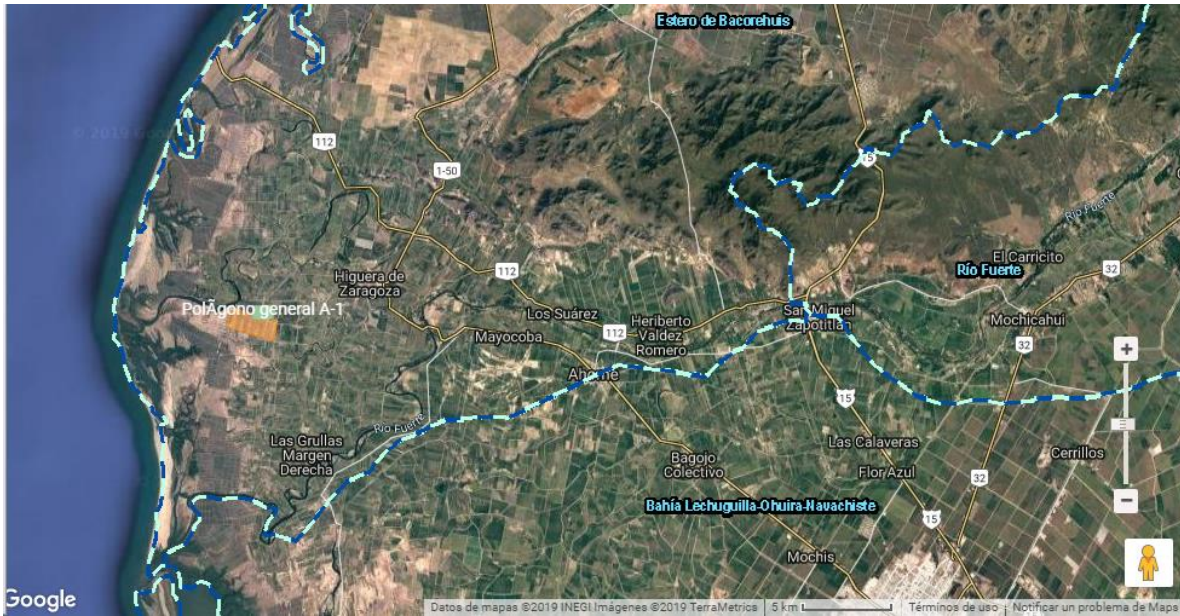 Estero de Bacorehuis
© 2019 Goo
112
1-50
15
Río Fuerte
El Carricito
Río Fuerte
32
Higuera de
Zaragoza
112
PolÃgono general A-1
Los Suárez
San Miguel
Zapotitlán
Mochicahui
Mayocoba
112
Heriberto
Valdez
Romero
32
Ahome
15
Río Fuerte
Las Grullas
Margen
Derecha
Las Calaveras
Cerrillos
Bagojo
Colectivo
Flor Azul
32
Bahía Lechuguilla-Ohuira-Navachiste
15
Mochis
Google
Datos de mapas ©2019 INEGI Imágenes ©2019 TerraMetrics
5 km
Términos de uso
Notificar un problema de Maps